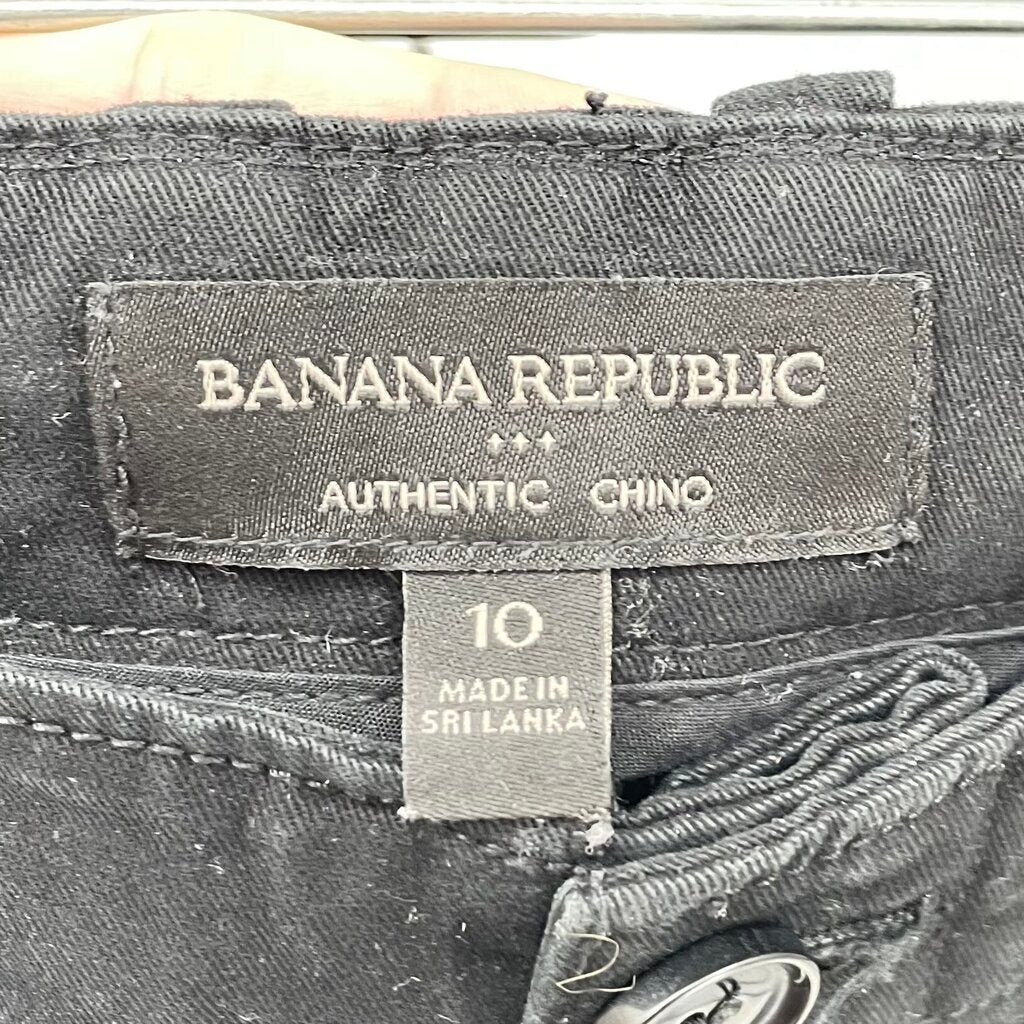 BANANA REPUBLIC
AUTHENTIC CHINO
10
MADE IN
SRI LANKA